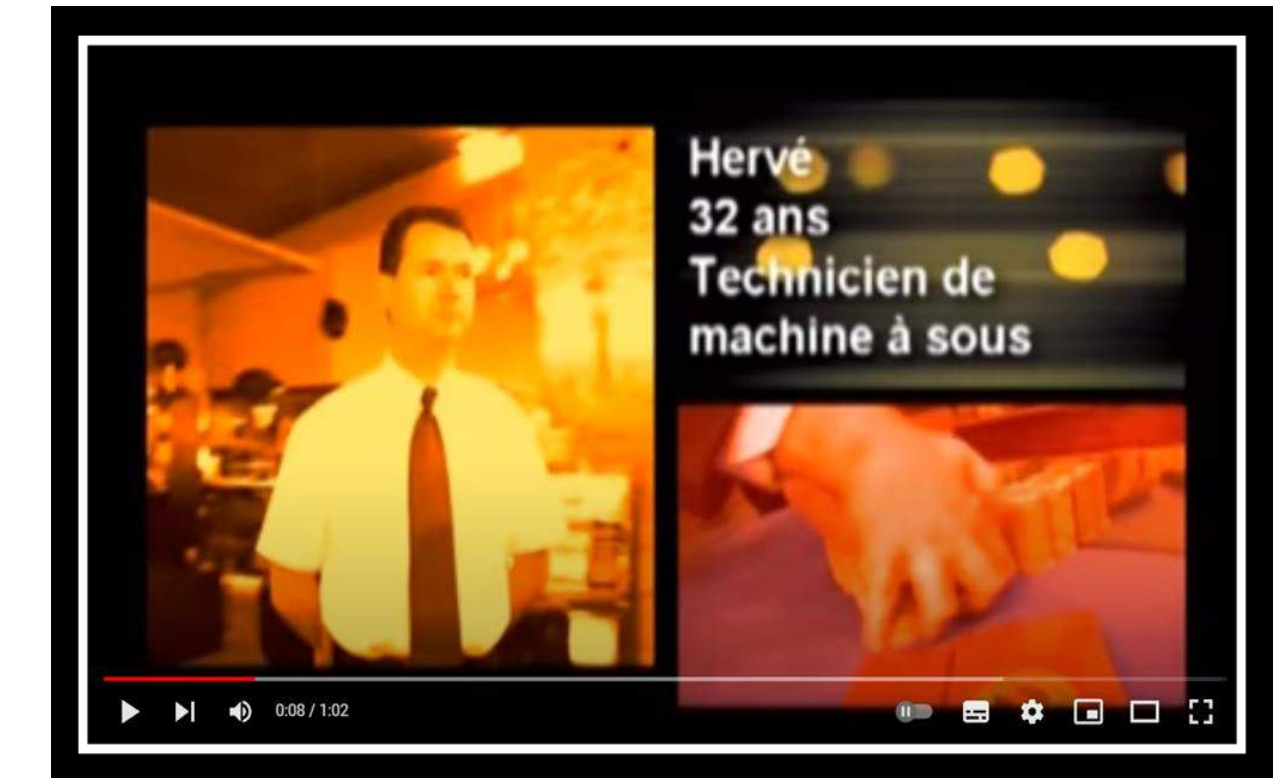 Hervé
32 ans
Technicien de
machine à sous
0:08 / 1:02